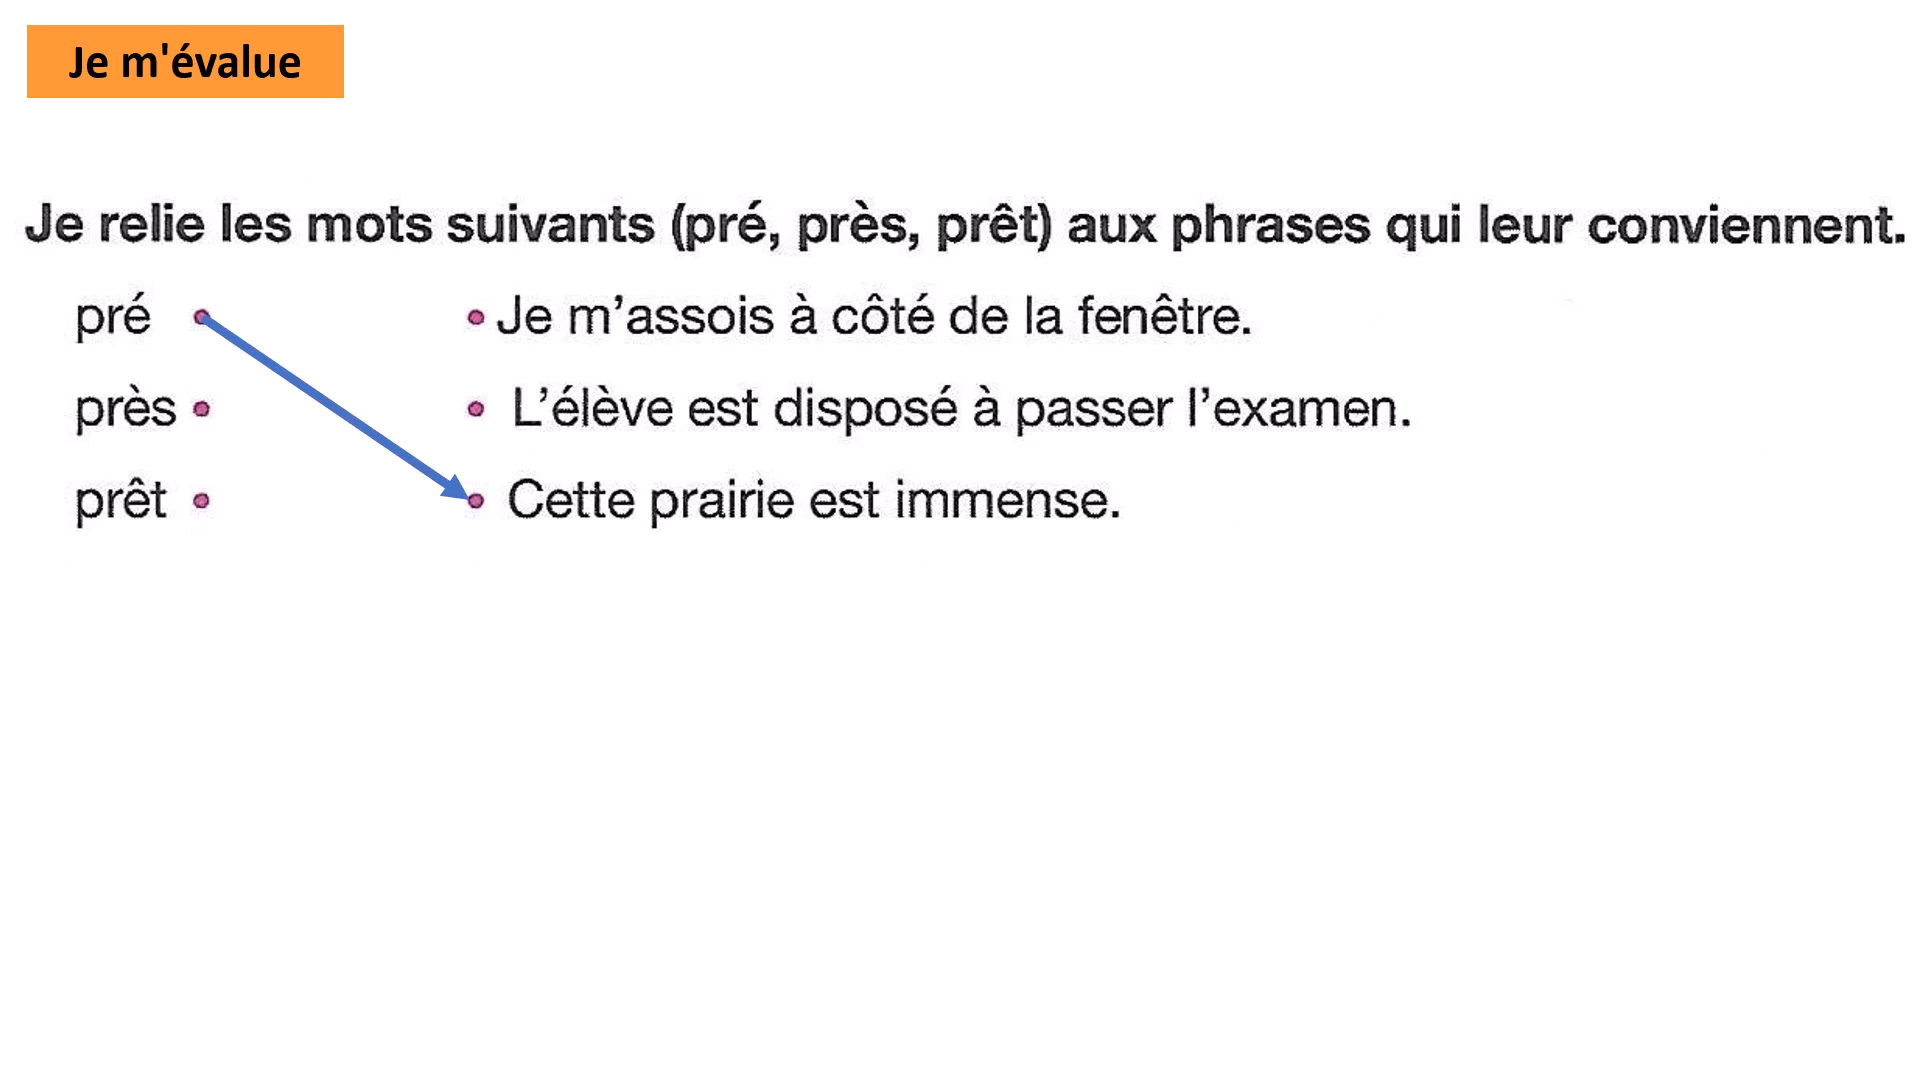 Je m'évalue
Je relie les mots suivants (pré, près, prêt) aux phrases qui leur conviennent.
pré • • Je m’assois à côté de la fenêtre.
près • • L’élève est disposé à passer l’examen.
prêt • • Cette prairie est immense.